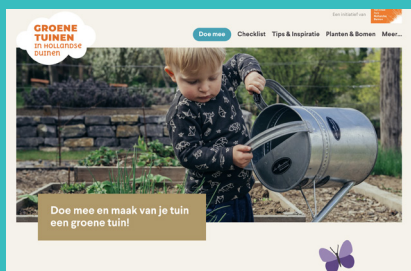 Een initiatief van
GROENE
TUINEN
IN HOLLANDSE
DUINEN
Doe mee Checklist Tips & Inspiratie Planten & Bomen Meer...
Doe mee en maak van je tuin
een groene tuin!